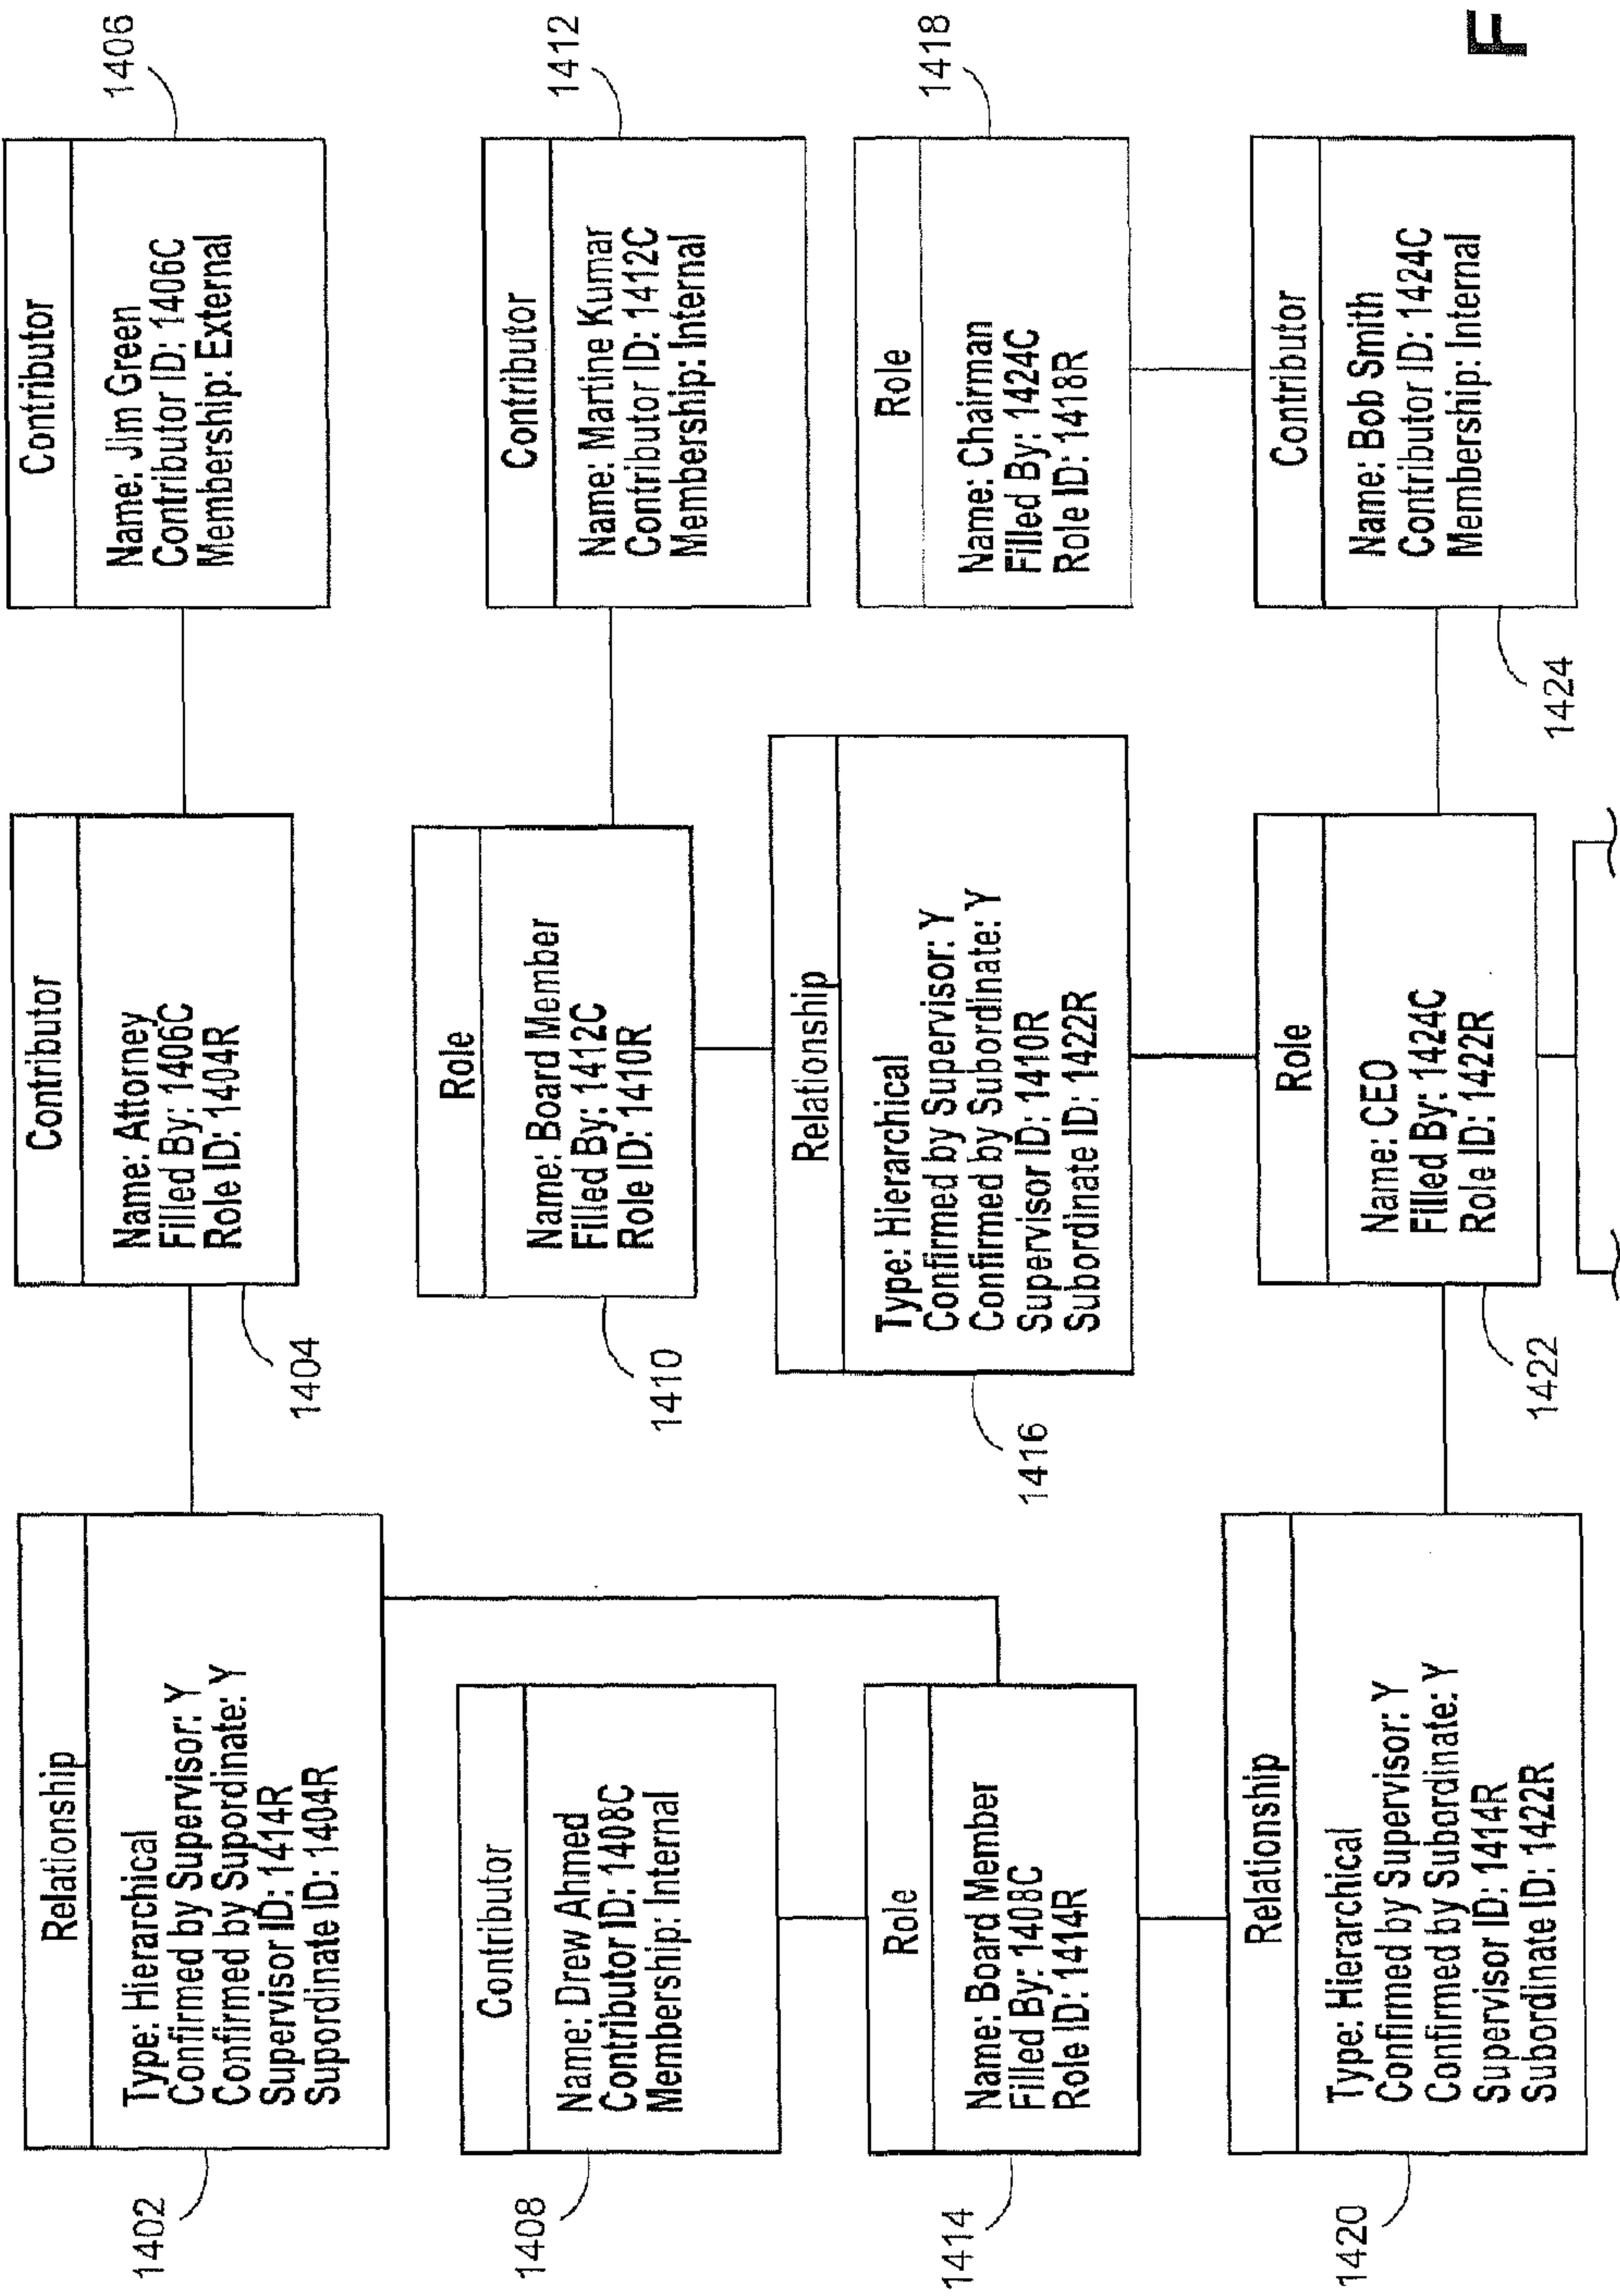 1402
Relationship
Type: Hierarchical
Confirmed by Supervisor: Y
Confirmed by Supordinate: Y
Supervisor ID: 1414R
Supordinate ID: 1404R
Contributor
Name: Attorney
Filled By: 1406C
Role ID: 1404R
1404
Contributor
Name: Jim Green
Contributor ID: 1406C
Membership: External
1406
1408
Contributor
Name: Drew Ahmed
Contributor ID: 1408C
Membership: Internal
Role
Name: Board Member
Filled By: 1412C
Role ID: 1410R
1410
Contributor
Name: Martine Kumar
Contributor ID: 1412C
Membership: Internal
1412
1414
Role
Name: Board Member
Filled By: 1408C
Role ID: 1414R
Relationship
Type: Hierarchical
Confirmed by Supervisor: Y
Confirmed by Subordinate: Y
Supervisor ID: 1410R
Subordinate ID: 1422R
1416
Role
Name: Chairman
Filled By: 1424C
Role ID: 1418R
1418
1420
Relationship
Type: Hierarchical
Confirmed by Supervisor: Y
Confirmed by Subordinate: Y
Supervisor ID: 1414R
Subordinate ID: 1422R
Role
Name: CEO
Filled By: 1424C
Role ID: 1422R
1422
Contributor
Name: Bob Smith
Contributor ID: 1424C
Membership: Internal
1424
F